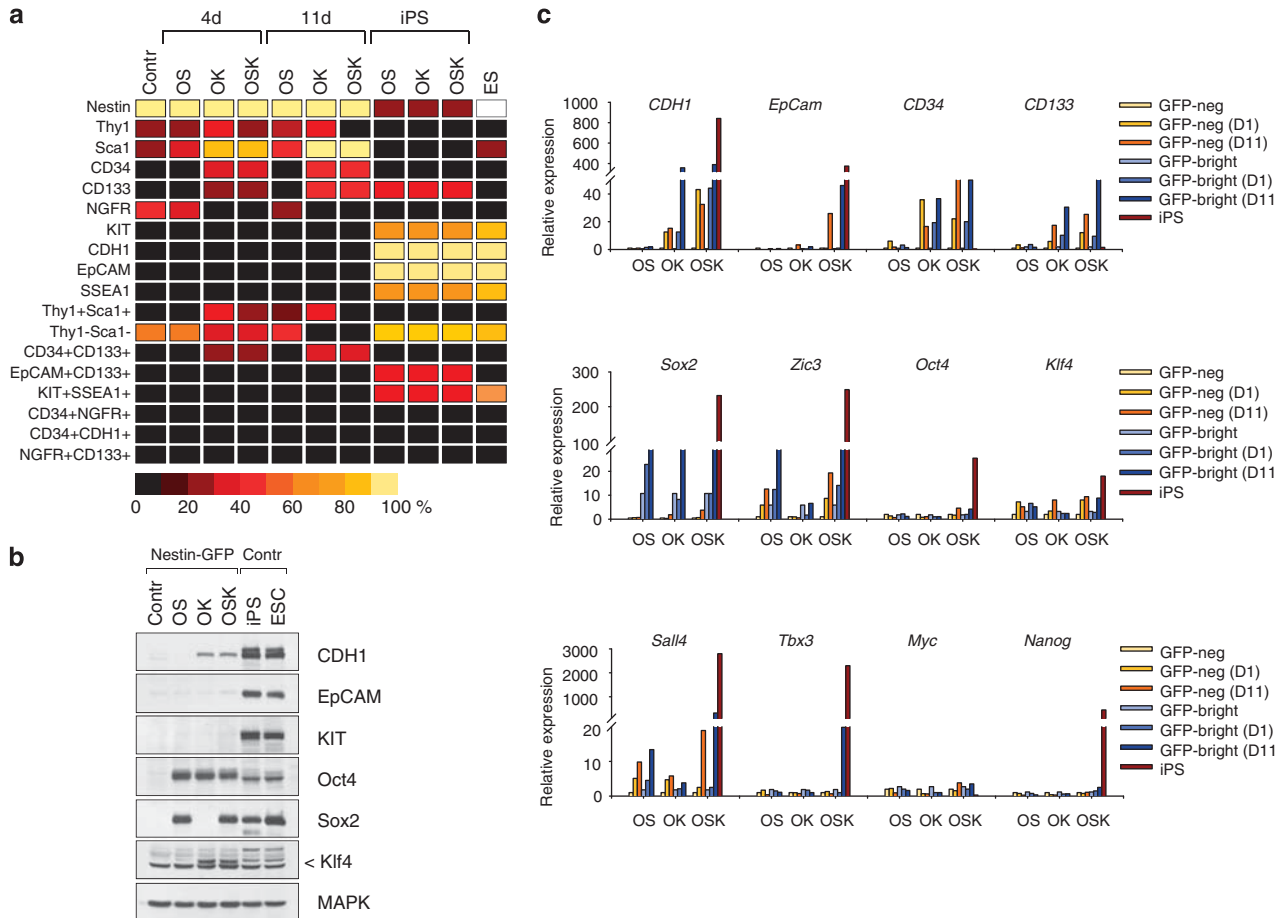 a
4d 11d iPS
Contr OS OK OSK OS OK OSK OS OK OSK ES
Nestin
Thy1
Sca1
CD34
CD133
NGFR
KIT
CDH1
EpCAM
SSEA1
Thy1+Sca1+
Thy1-Sca1-
CD34+CD133+
EpCAM+CD133+
KIT+SSEA1+
CD34+NGFR+
CD34+CDH1+
NGFR+CD133+
0 20 40 60 80 100 %
b
Nestin-GFP Contr
Contr OS OK OSK iPS ESC
CDH1
EpCAM
KIT
Oct4
Sox2
< Klf4
MAPK
c
CDH1 EpCam CD34 CD133
Relative expression
1000
800
600
400
200
60
40
20
0
OS OK OSK OS OK OSK OS OK OSK OS OK OSK
GFP-neg
GFP-neg (D1)
GFP-neg (D11)
GFP-bright
GFP-bright (D1)
GFP-bright (D11
iPS
Sox2 Zic3 Oct4 Klf4
Relative expression
300
200
100
20
10
0
OS OK OSK OS OK OSK OS OK OSK OS OK OSK
GFP-neg
GFP-neg (D1)
GFP-neg (D11)
GFP-bright
GFP-bright (D1)
GFP-bright (D11
iPS
Sall4 Tbx3 Myc Nanog
Relative expression
3000
2000
1000
20
10
0
OS OK OSK OS OK OSK OS OK OSK OS OK OSK
GFP-neg
GFP-neg (D1)
GFP-neg (D11)
GFP-bright
GFP-bright (D1)
GFP-bright (D11
iPS